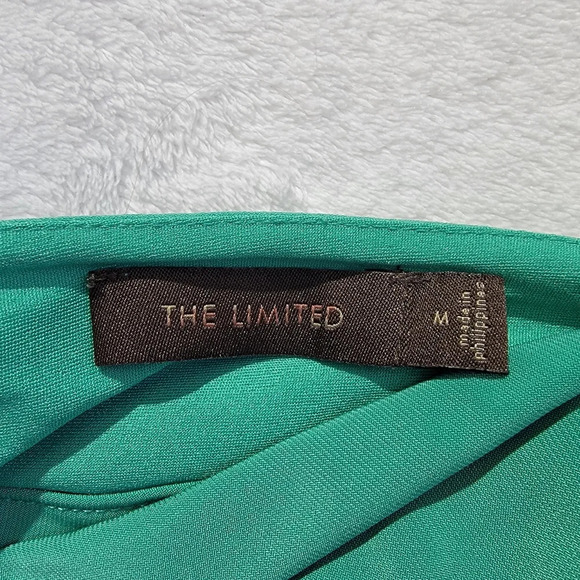 THE LIMITED
M
made in
philippines